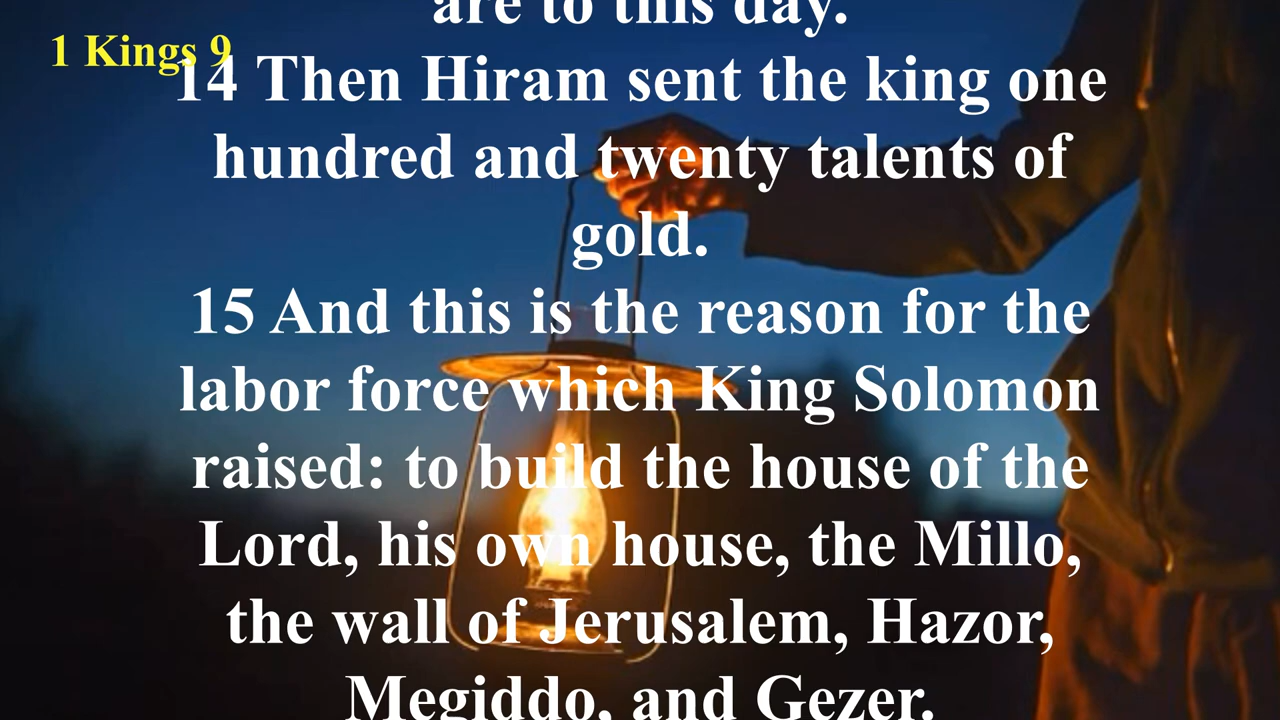 are to this day.
1 Kings 9
14 Then Hiram sent the king one
hundred and twenty talents of
gold.
15 And this is the reason for the
labor force which King Solomon
raised: to build the house of the
Lord, his own house, the Millo,
the wall of Jerusalem, Hazor,
Megiddo, and Gezer.